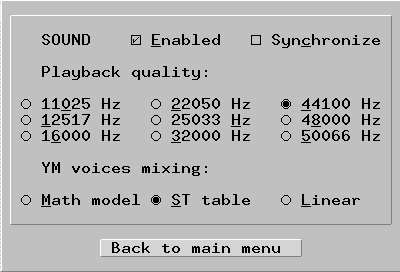 SOUND Enabled Synchronize
Playback quality:
11025 Hz 22050 Hz 44100 Hz
12517 Hz 25033 Hz 48000 Hz
16000 Hz 32000 Hz 50066 Hz
YM voices mixing:
Math model ST table Linear
Back to main menu